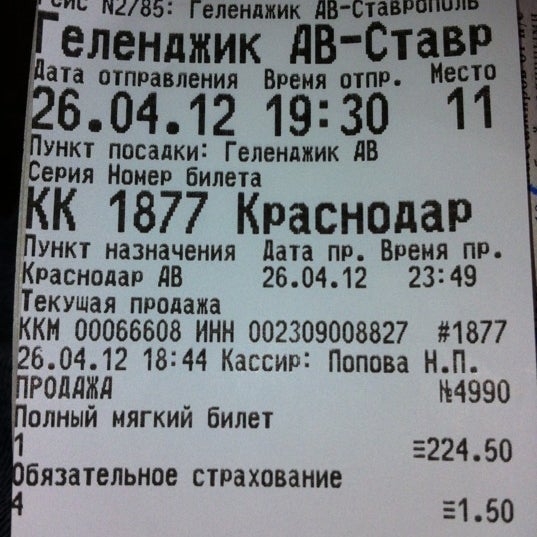 Рейс N2/85: Геленджик АВ-Ставрополь
Геленджик АВ-Ставр
Дата отправления Время отпр. Место
26.04.12 19:30 11
Пункт посадки: Геленджик АВ
Серия Номер билета
КК 1877 Краснодар
Пункт назначения Дата пр. Время пр.
Краснодар АВ 26.04.12 23:49
Текущая продажа
ККМ 00066608 ИНН 002309008827 #1877
26.04.12 18:44 Кассир: Попова Н.П.
ПРОДАЖА №4990
Полный мягкий билет
1 ≡224.50
Обязательное страхование
4 ≡1.50